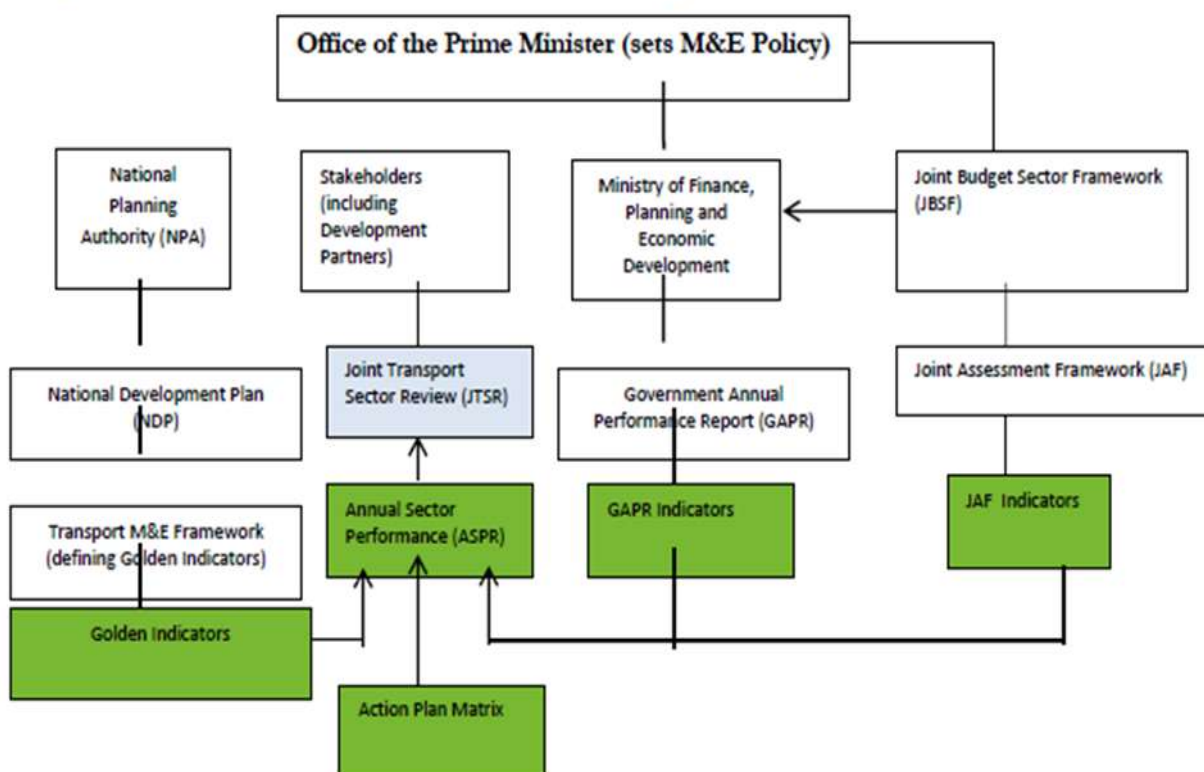 Office of the Prime Minister (sets M&E Policy)
National
Planning
Authority (NPA)
Stakeholders
(including
Development
Partners)
Ministry of Finance,
Planning and
Economic
Development
Joint Budget Sector Framework
(JBSF)
National Development Plan
(NDP)
Joint Transport
Sector Review (JTSR)
Government Annual
Performance Report (GAPR)
Joint Assessment Framework (JAF)
Transport M&E Framework
(defining Golden Indicators)
Annual Sector
Performance (ASPR)
GAPR Indicators
JAF Indicators
Golden Indicators
Action Plan Matrix